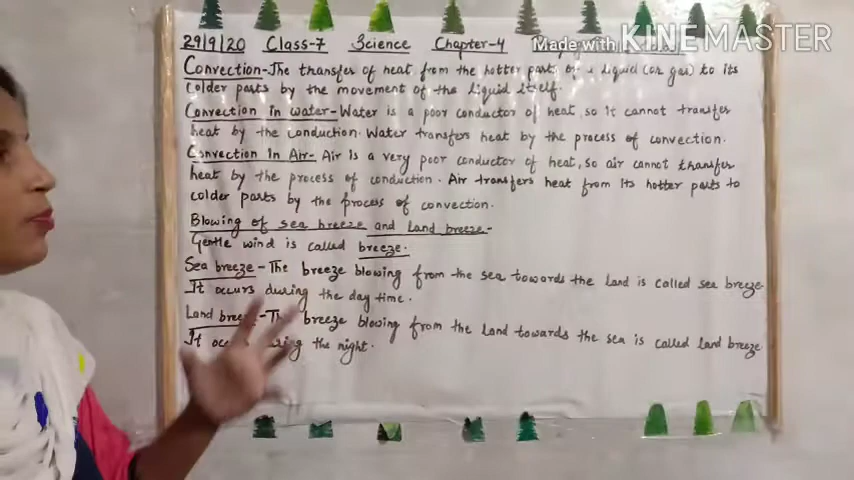 29/9/20 Class-7 Science Chapter-4
Made with KINEMASTER
Convection-The transfer of heat from the hotter parts of a liquid (or gas) to its
colder parts by the movement of the liquid itself.
Convection in water-Water is a poor conductor of heat, so it cannot transfer
heat by the conduction. Water transfers heat by the process of convection.
Convection In Air- Air is a very poor conductor of heat, so air cannot transfer
heat by the process of conduction. Air transfers heat from its hotter parts to
colder parts by the process of convection.
Blowing of sea breeze and land breeze-
Gentle wind is called breeze.
Sea breeze-The breeze blowing from the sea towards the land is called sea breeze.
It occurs during the day time.
Land breeze-The breeze blowing from the land towards the sea is called land breeze.
It the night.